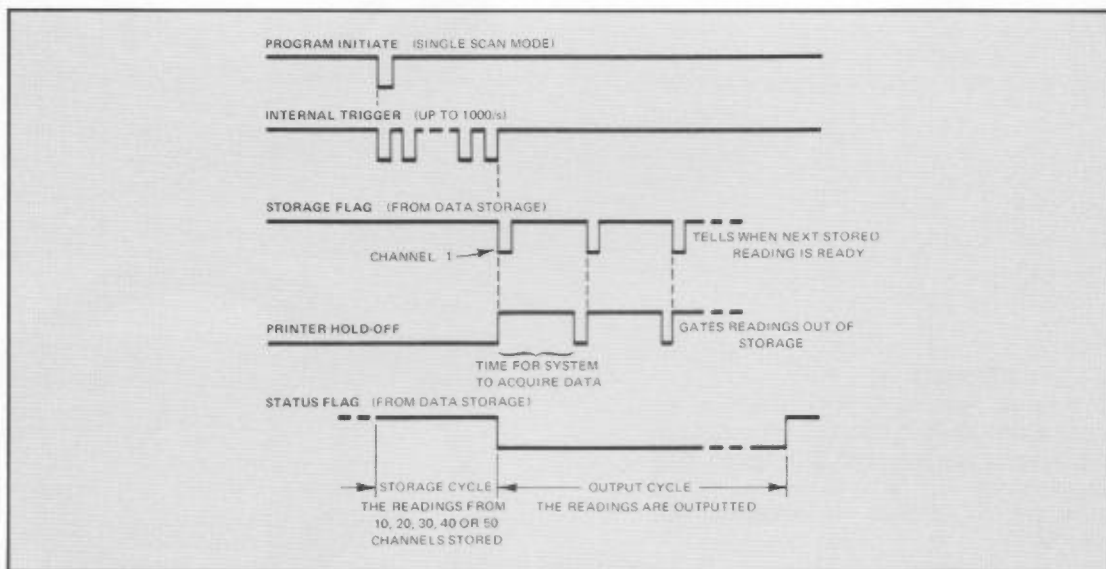 PROGRAM INITIATE (SINGLE SCAN MODE)
INTERNAL TRIGGER (UP TO 1000/s)
STORAGE FLAG (FROM DATA STORAGE)
CHANNEL 1
TELLS WHEN NEXT STORED
READING IS READY
PRINTER HOLD-OFF
GATES READINGS OUT OF
STORAGE
TIME FOR SYSTEM
TO ACQUIRE DATA
STATUS FLAG (FROM DATA STORAGE)
STORAGE CYCLE
THE READINGS FROM
10, 20, 30, 40 OR 50
CHANNELS STORED
OUTPUT CYCLE
THE READINGS ARE OUTPUTTED